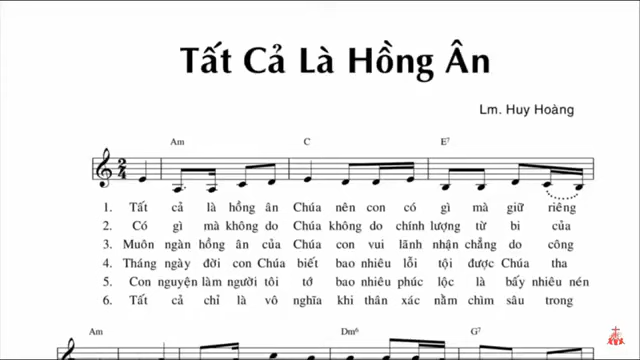 Tất Cả Là Hồng Ân
Lm. Huy Hoàng
Am C E7
2/4
1. Tất cả là hồng ân Chúa nên con có gì mà giữ riêng
2. Có gì mà không do Chúa không do chính lượng từ bi của
3. Muôn ngàn hồng ân của Chúa con vui lãnh nhận chẳng do công
4. Tháng ngày đời con Chúa biết bao nhiêu lỗi tội được Chúa tha
5. Con nguyện làm người tôi tớ bao nhiêu phúc lộc là bấy nhiêu nén
6. Tất cả chỉ là vô nghĩa khi thân xác nằm chìm sâu trong
Am Dm6 G7